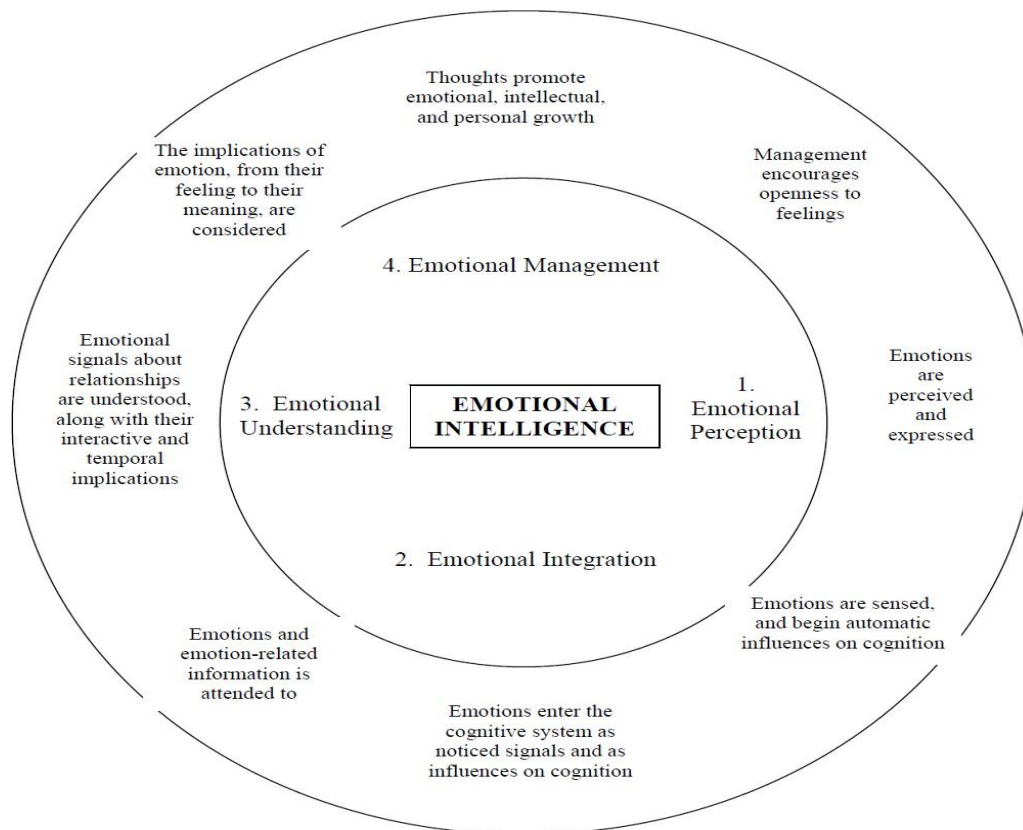 Thoughts promote
emotional, intellectual,
and personal growth
The implications of
emotion, from their
feeling to their
meaning, are
considered
Management
encourages
openness to
feelings
4. Emotional Management
Emotional
signals about
relationships
are understood,
along with their
interactive and
temporal
implications
3. Emotional
Understanding
EMOTIONAL
INTELLIGENCE
1.
Emotional
Perception
Emotions
are
perceived
and
expressed
2. Emotional Integration
Emotions are sensed,
and begin automatic
influences on cognition
Emotions and
emotion-related
information is
attended to
Emotions enter the
cognitive system as
noticed signals and as
influences on cognition